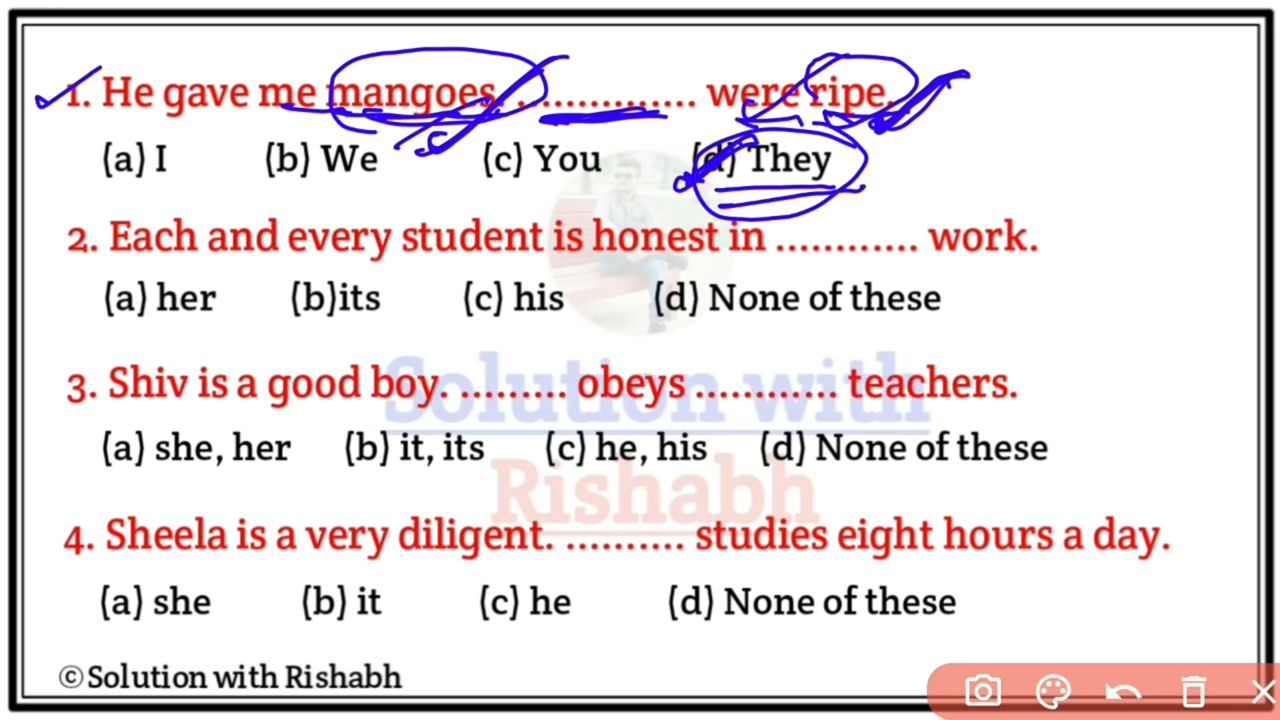 1. He gave me mangoes. .............. were ripe.
(a) I (b) We (c) You (d) They
2. Each and every student is honest in ............ work.
(a) her (b)its (c) his (d) None of these
3. Shiv is a good boy. ......... obeys ............ teachers.
(a) she, her (b) it, its (c) he, his (d) None of these
Solution with
Rishabh
4. Sheela is a very diligent. .......... studies eight hours a day.
(a) she (b) it (c) he (d) None of these
©Solution with Rishabh